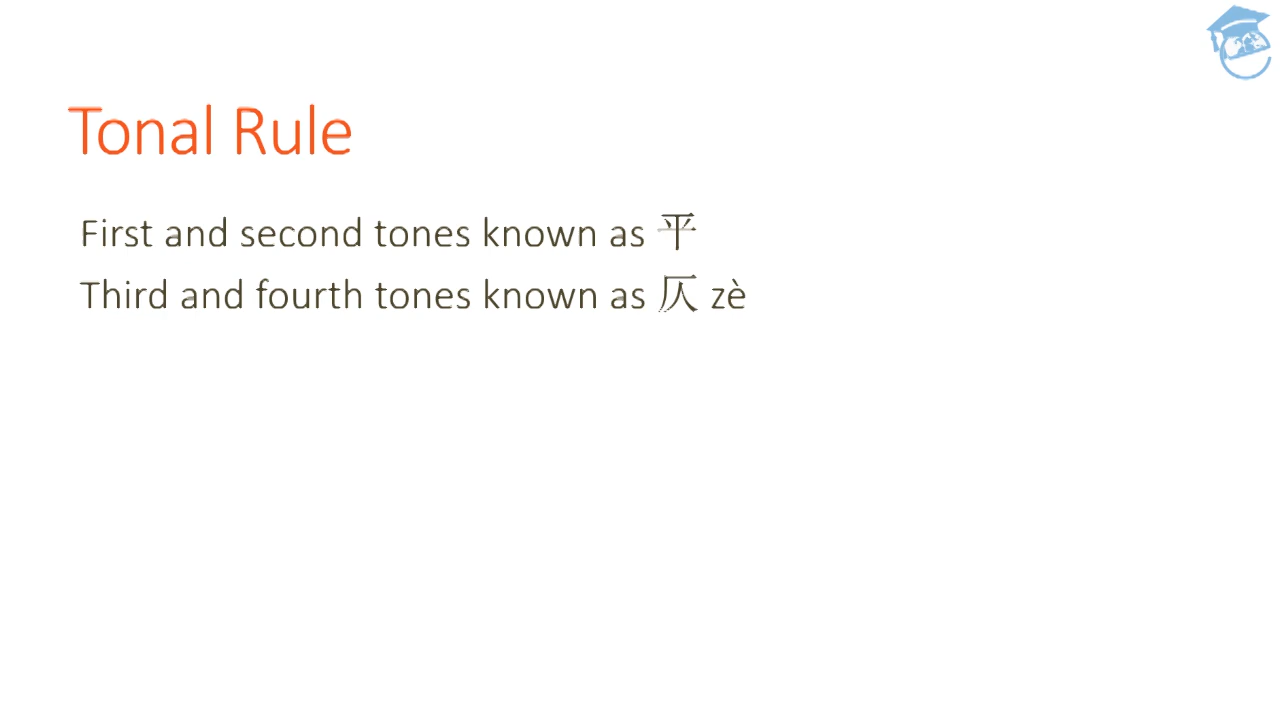 Tonal Rule
First and second tones known as 平
Third and fourth tones known as 仄 zè